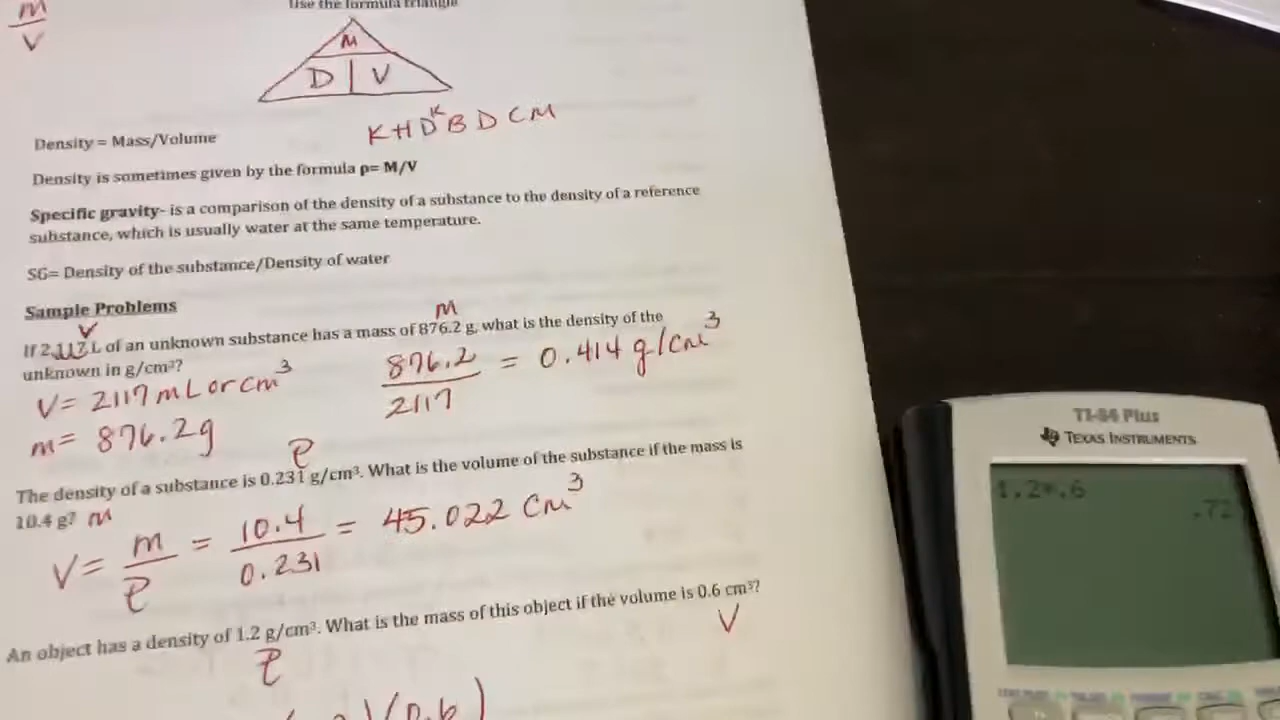 m
V
Use the formula triangle
M
D V
K H D K B D C M
Density = Mass/Volume
Density is sometimes given by the formula ρ= M/V
Specific gravity- is a comparison of the density of a substance to the density of a reference
substance, which is usually water at the same temperature.
SG= Density of the substance/Density of water
Sample Problems
V
m
If 2.117 L of an unknown substance has a mass of 876.2 g, what is the density of the
unknown in g/cm³?
V= 2117 mL or cm³
876.2
2117
= 0.414 g/cm³
m= 876.2g
ρ
The density of a substance is 0.231 g/cm³. What is the volume of the substance if the mass is
10.4 g? m
V= m/ρ = 10.4/0.231 = 45.022 cm³
An object has a density of 1.2 g/cm³. What is the mass of this object if the volume is 0.6 cm³?
ρ
V
)(0.6)
TI-84 Plus
TEXAS INSTRUMENTS
1.2*.6
.72